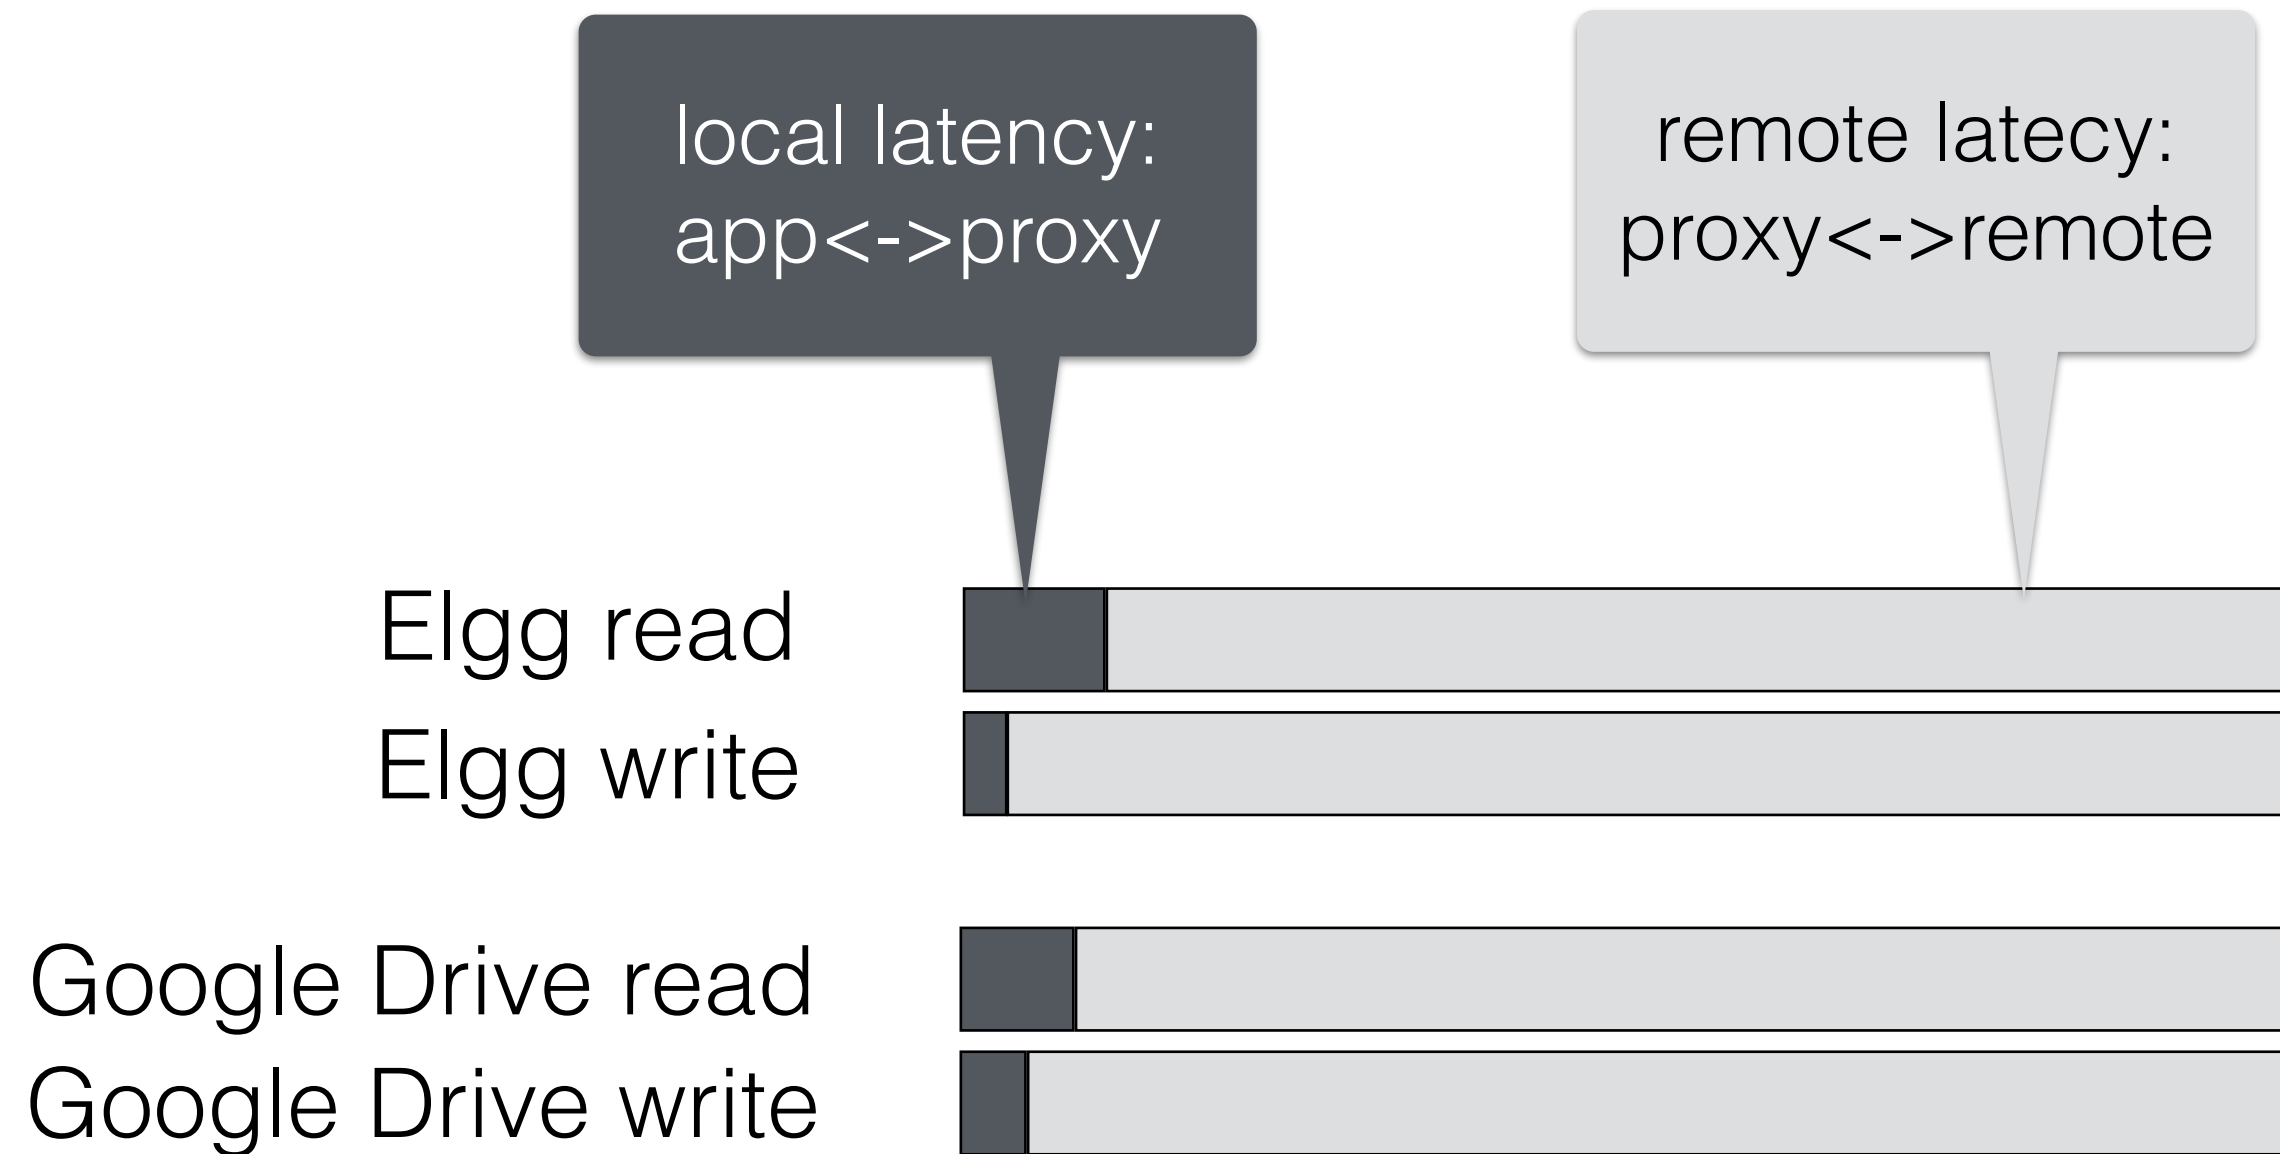 local latency:
app<->proxy
remote latecy:
proxy<->remote
Elgg read
Elgg write
Google Drive read
Google Drive write